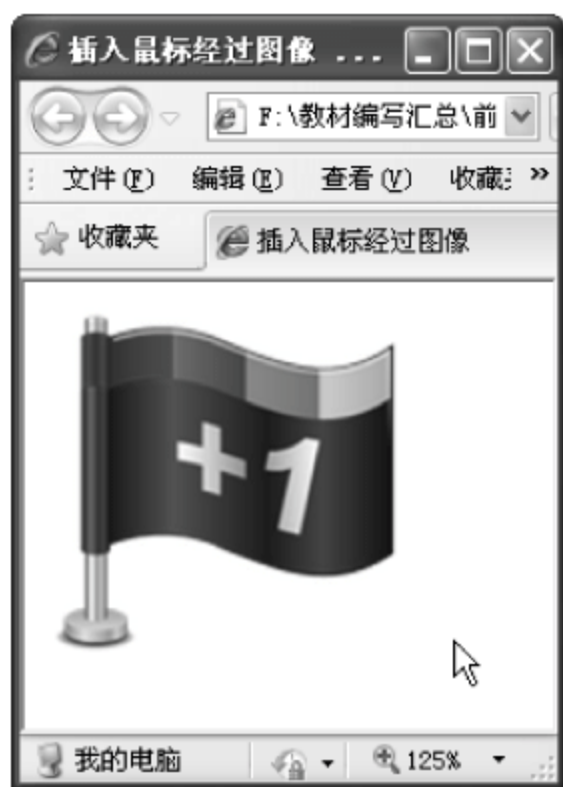 插入鼠标经过图像 ...
F:\教材编写汇总\前
文件(F) 编辑(E) 查看(V) 收藏 »
收藏夹 插入鼠标经过图像
+1
我的电脑 125%